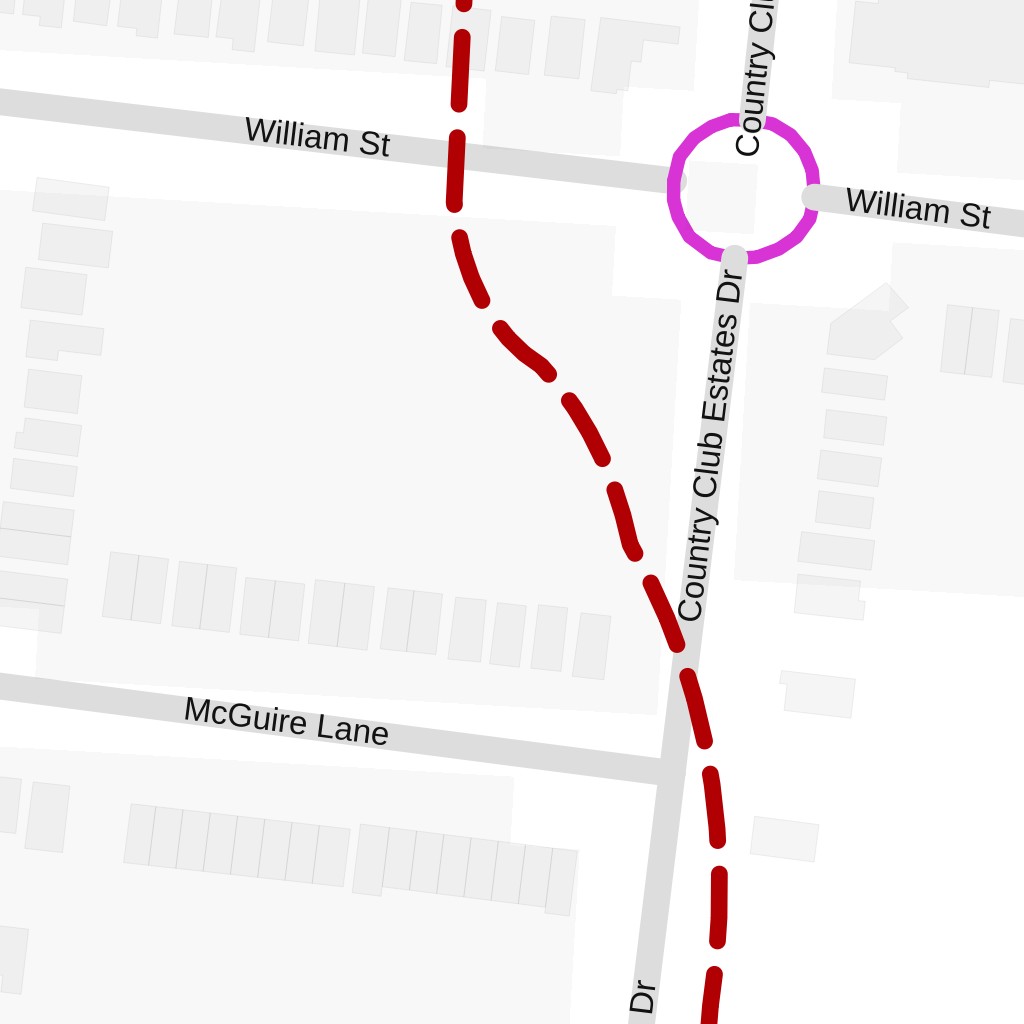 Country Cl
William St
William St
Country Club Estates Dr
McGuire Lane
Dr